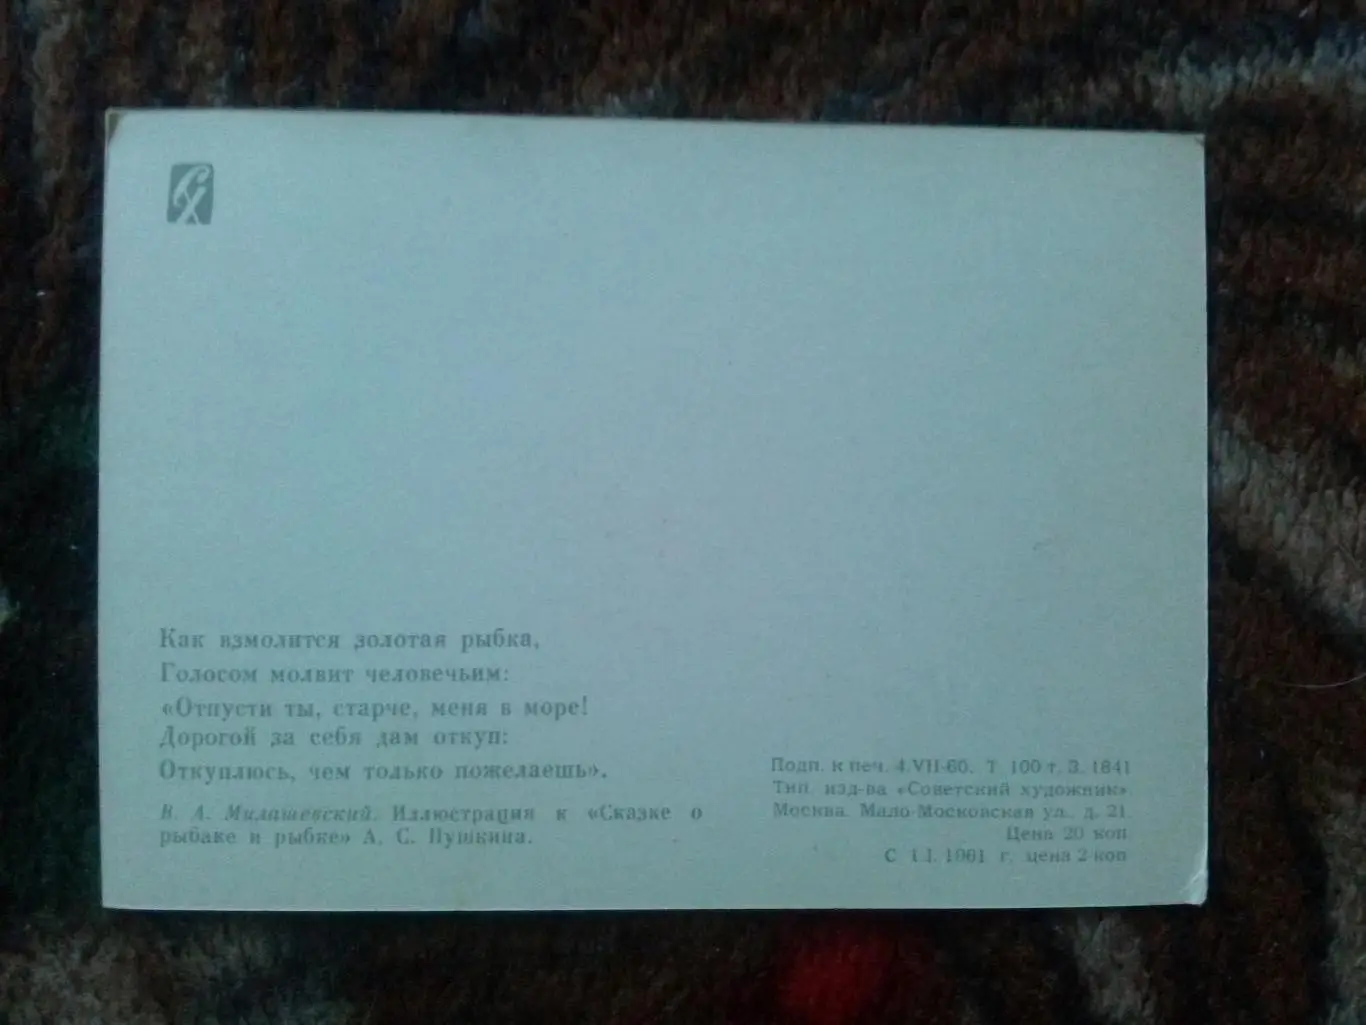 СХ
Как взмолится золотая рыбка,
Голосом молвит человечьим:
«Отпусти ты, старче, меня в море!
Дорогой за себя дам откуп:
Откуплюсь, чем только пожелаешь».
В. А. Милашевский. Иллюстрация к «Сказке о
рыбаке и рыбке» А. С. Пушкина.
Подп. к печ. 4.VII-60. Т 100 т. З. 1841
Тип. изд-ва «Советский художник».
Москва. Мало-Московская ул., д. 21.
Цена 20 коп
С 1.I.1961 г. цена 2 коп